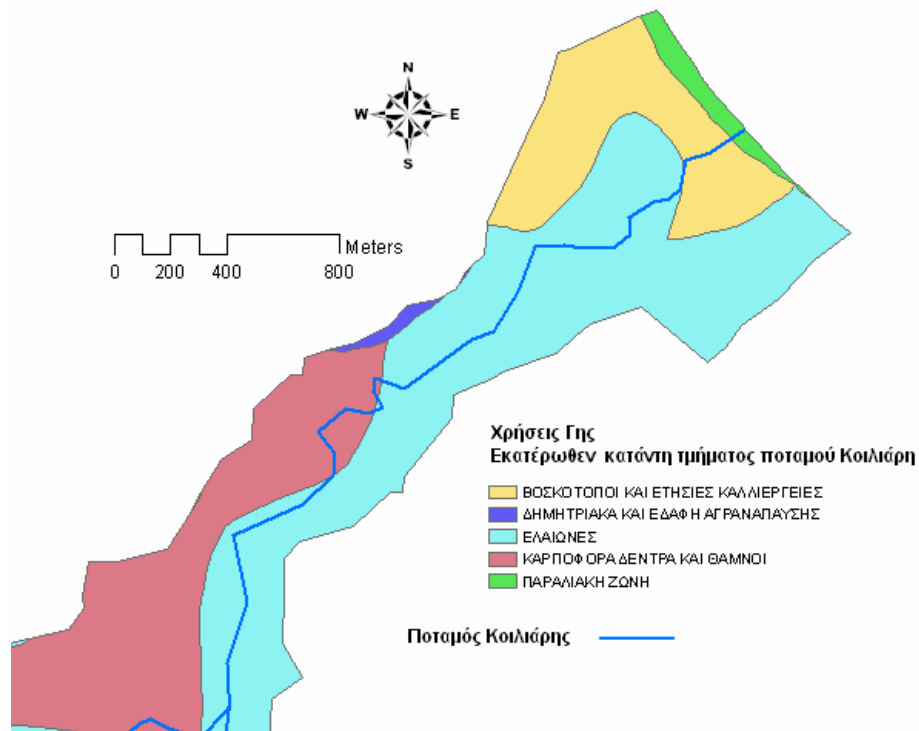 N
W E
S
Meters
0 200 400 800
Χρήσεις Γης
Εκατέρωθεν κατάντη τμήματος ποταμού Κοιλιάρη
ΒΟΣΚΟΤΟΠΟΙ ΚΑΙ ΕΤΗΣΙΕΣ ΚΑΛΛΙΕΡΓΕΙΕΣ
ΔΗΜΗΤΡΙΑΚΑ ΚΑΙ ΕΔΑΦΗ ΑΓΡΑΝΑΠΑΥΣΗΣ
ΕΛΑΙΩΝΕΣ
ΚΑΡΠΟΦΟΡΑ ΔΕΝΤΡΑ ΚΑΙ ΘΑΜΝΟΙ
ΠΑΡΑΛΙΑΚΗ ΖΩΝΗ
Ποταμός Κοιλιάρης